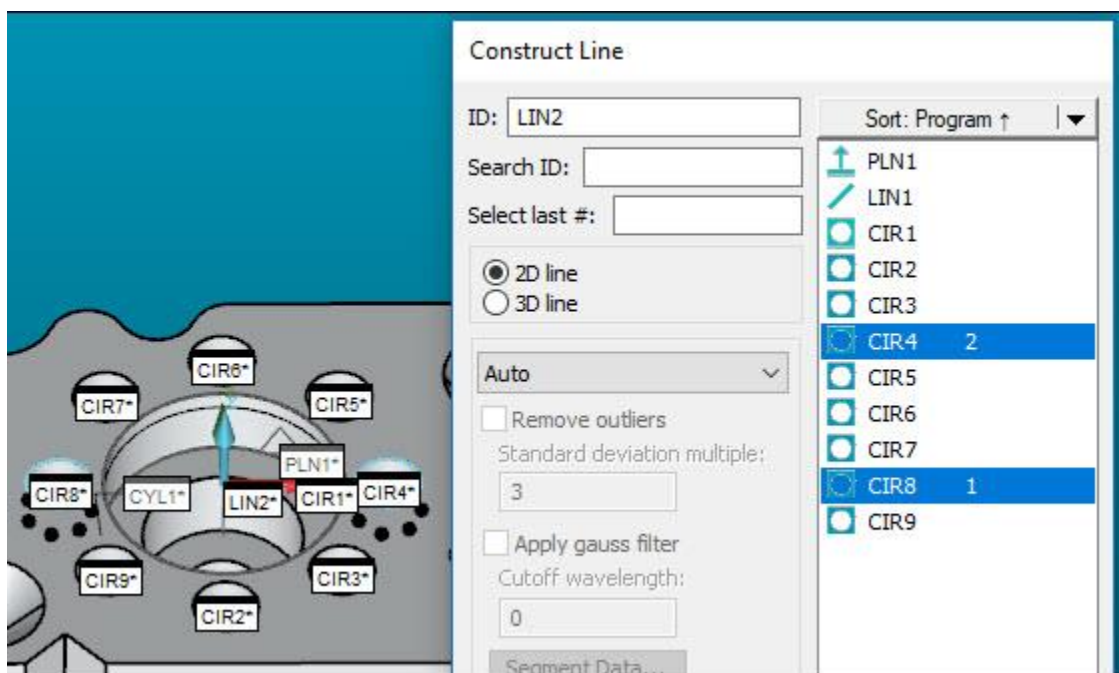 CIR6*
CIR7*
CIR5*
PLN1*
CIR8*
CYL1*
LIN2*
CIR1*
CIR4*
CIR9*
CIR3*
CIR2*
Construct Line
ID: LIN2
Search ID:
Select last #:
2D line
3D line
Auto
Remove outliers
Standard deviation multiple:
3
Apply gauss filter
Cutoff wavelength:
0
Segment Data...
Sort: Program ↑
PLN1
LIN1
CIR1
CIR2
CIR3
CIR4 2
CIR5
CIR6
CIR7
CIR8 1
CIR9